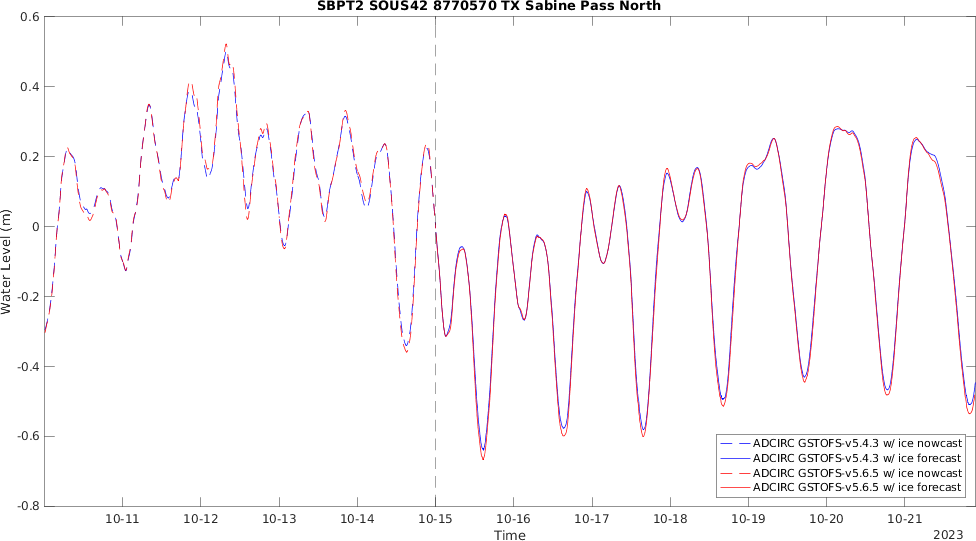 SBPT2 SOUS42 8770570 TX Sabine Pass North
0.6
0.4
0.2
0
-0.2
-0.4
-0.6
-0.8
Water Level (m)
ADCIRC GSTOFS-v5.4.3 w/ ice nowcast
ADCIRC GSTOFS-v5.4.3 w/ ice forecast
ADCIRC GSTOFS-v5.6.5 w/ ice nowcast
ADCIRC GSTOFS-v5.6.5 w/ ice forecast
10-11 10-12 10-13 10-14 10-15 10-16 10-17 10-18 10-19 10-20 10-21
Time
2023